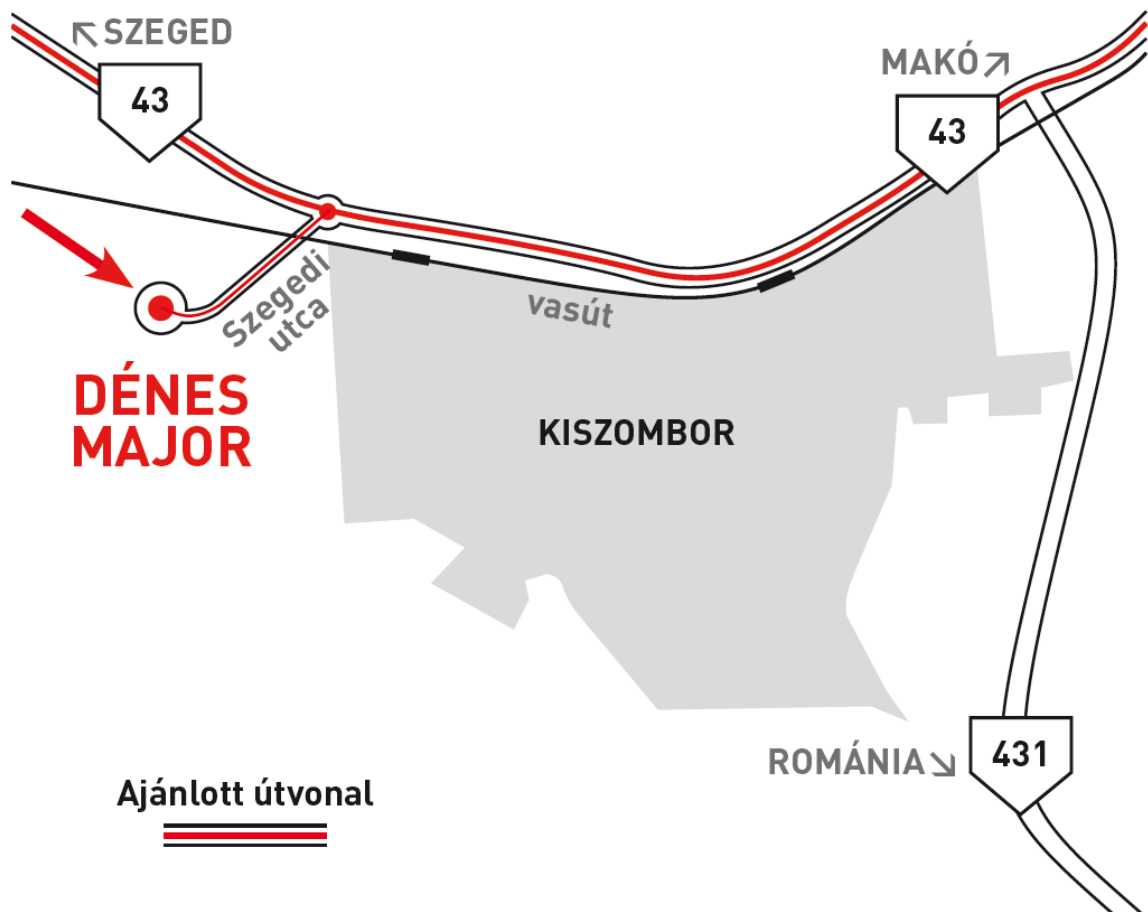 SZEGED
43
MAKÓ
43
Szegedi
utca
vasút
DÉNES
MAJOR
KISZOMBOR
ROMÁNIA
431
Ajánlott útvonal